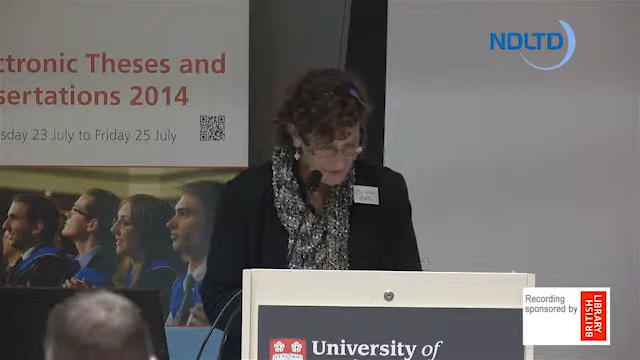 NDLTD
ctronic Theses and
sertations 2014
sday 23 July to Friday 25 July
Recording
sponsored by
BRITISH
LIBRARY
University of